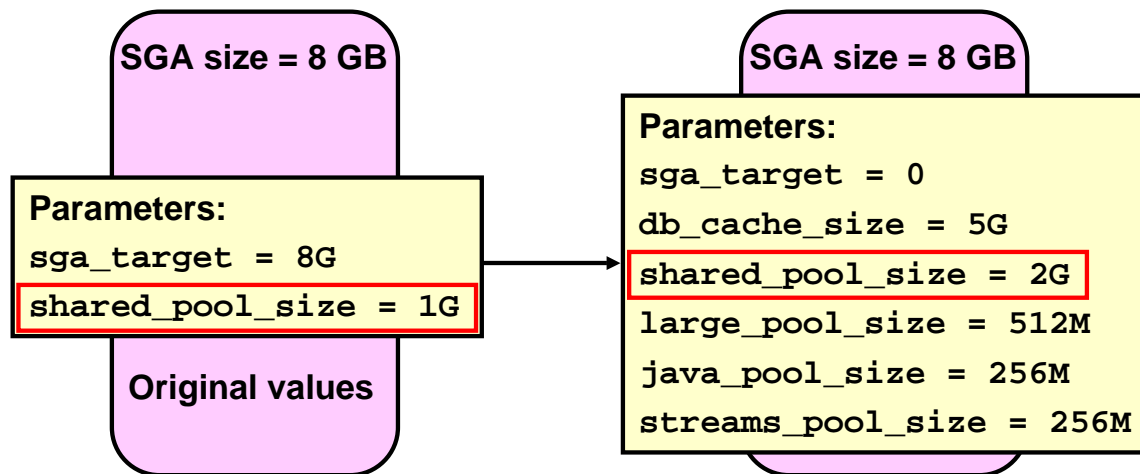 SGA size = 8 GB
Parameters:
sga_target = 8G
shared_pool_size = 1G
Original values
SGA size = 8 GB
Parameters:
sga_target = 0
db_cache_size = 5G
shared_pool_size = 2G
large_pool_size = 512M
java_pool_size = 256M
streams_pool_size = 256M